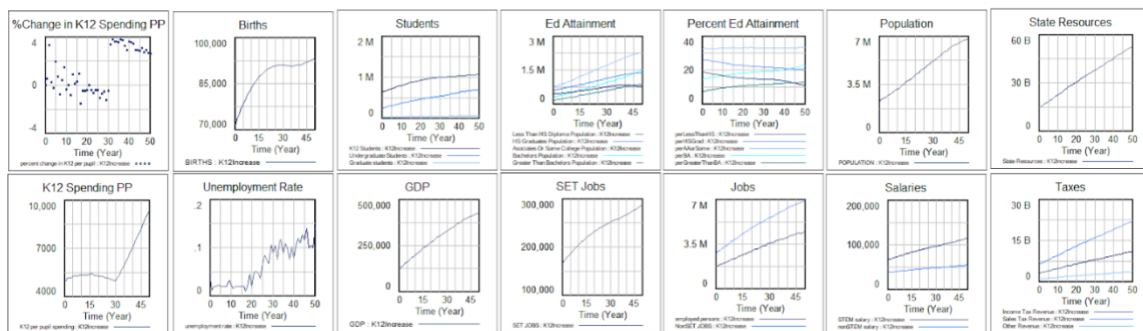 %Change in K12 Spending PP
4
0
-4
0 10 20 30 40 50
Time (Year)
percent change in K12 per pupil : K12Increase
Births
100,000
85,000
70,000
0 15 30 45
Time (Year)
BIRTHS : K12Increase
Students
2 M
1 M
0
0 10 20 30 40 50
Time (Year)
K12 Students : K12Increase
Undergraduate Students : K12Increase
Graduate students : K12Increase
Ed Attainment
3 M
1.5 M
0
0 15 30 45
Time (Year)
Less Than HS Diploma Population : K12Increase
HS Graduates Population : K12Increase
Associates Or Some College Population : K12Increase
Bachelors Population : K12Increase
Greater Than Bachelors Population : K12Increase
Percent Ed Attainment
40
20
0
0 10 20 30 40 50
Time (Year)
perLessThanHS : K12Increase
perHSGrad : K12Increase
perAAorSome : K12Increase
perBA : K12Increase
perGreaterThanBA : K12Increase
Population
7 M
3.5 M
0
0 15 30 45
Time (Year)
POPULATION : K12Increase
State Resources
60 B
30 B
0
0 10 20 30 40 50
Time (Year)
State Resources : K12Increase
K12 Spending PP
10,000
7000
4000
0 15 30 45
Time (Year)
K12 per pupil spending : K12Increase
Unemployment Rate
.2
.1
0
0 10 20 30 40 50
Time (Year)
unemployment rate : K12Increase
GDP
500,000
250,000
0
0 15 30 45
Time (Year)
GDP : K12Increase
SET Jobs
300,000
200,000
100,000
0 15 30 45
Time (Year)
SET JOBS : K12Increase
Jobs
7 M
3.5 M
0
0 10 20 30 40 50
Time (Year)
employed persons : K12Increase
NonSET JOBS : K12Increase
Salaries
200,000
100,000
0
0 15 30 45
Time (Year)
STEM salary : K12Increase
nonSTEM salary : K12Increase
Taxes
30 B
15 B
0
0 10 20 30 40 50
Time (Year)
Income Tax Revenue : K12Increase
Sales Tax Revenue : K12Increase
Other Revenue : K12Increase